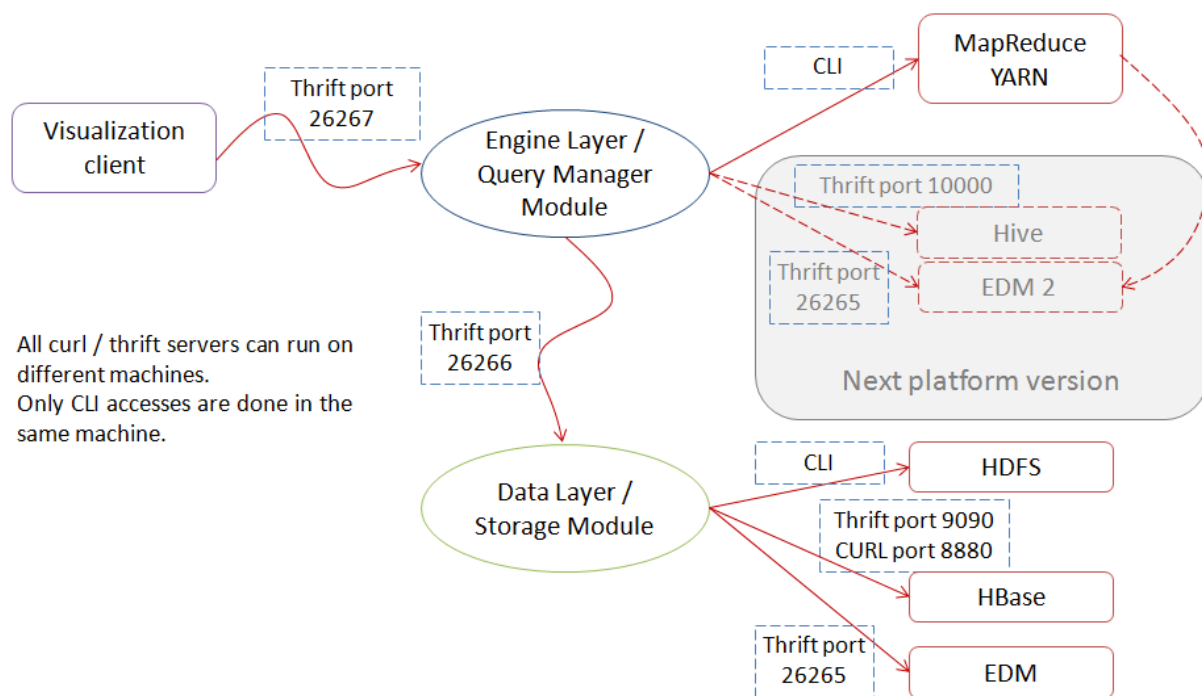 MapReduce
YARN
CLI
Thrift port
26267
Visualization
client
Engine Layer /
Query Manager
Module
Thrift port 10000
Hive
Thrift port
26265
EDM 2
Next platform version
Thrift port
26266
All curl / thrift servers can run on
different machines.
Only CLI accesses are done in the
same machine.
Data Layer /
Storage Module
CLI
HDFS
Thrift port 9090
CURL port 8880
HBase
Thrift port
26265
EDM